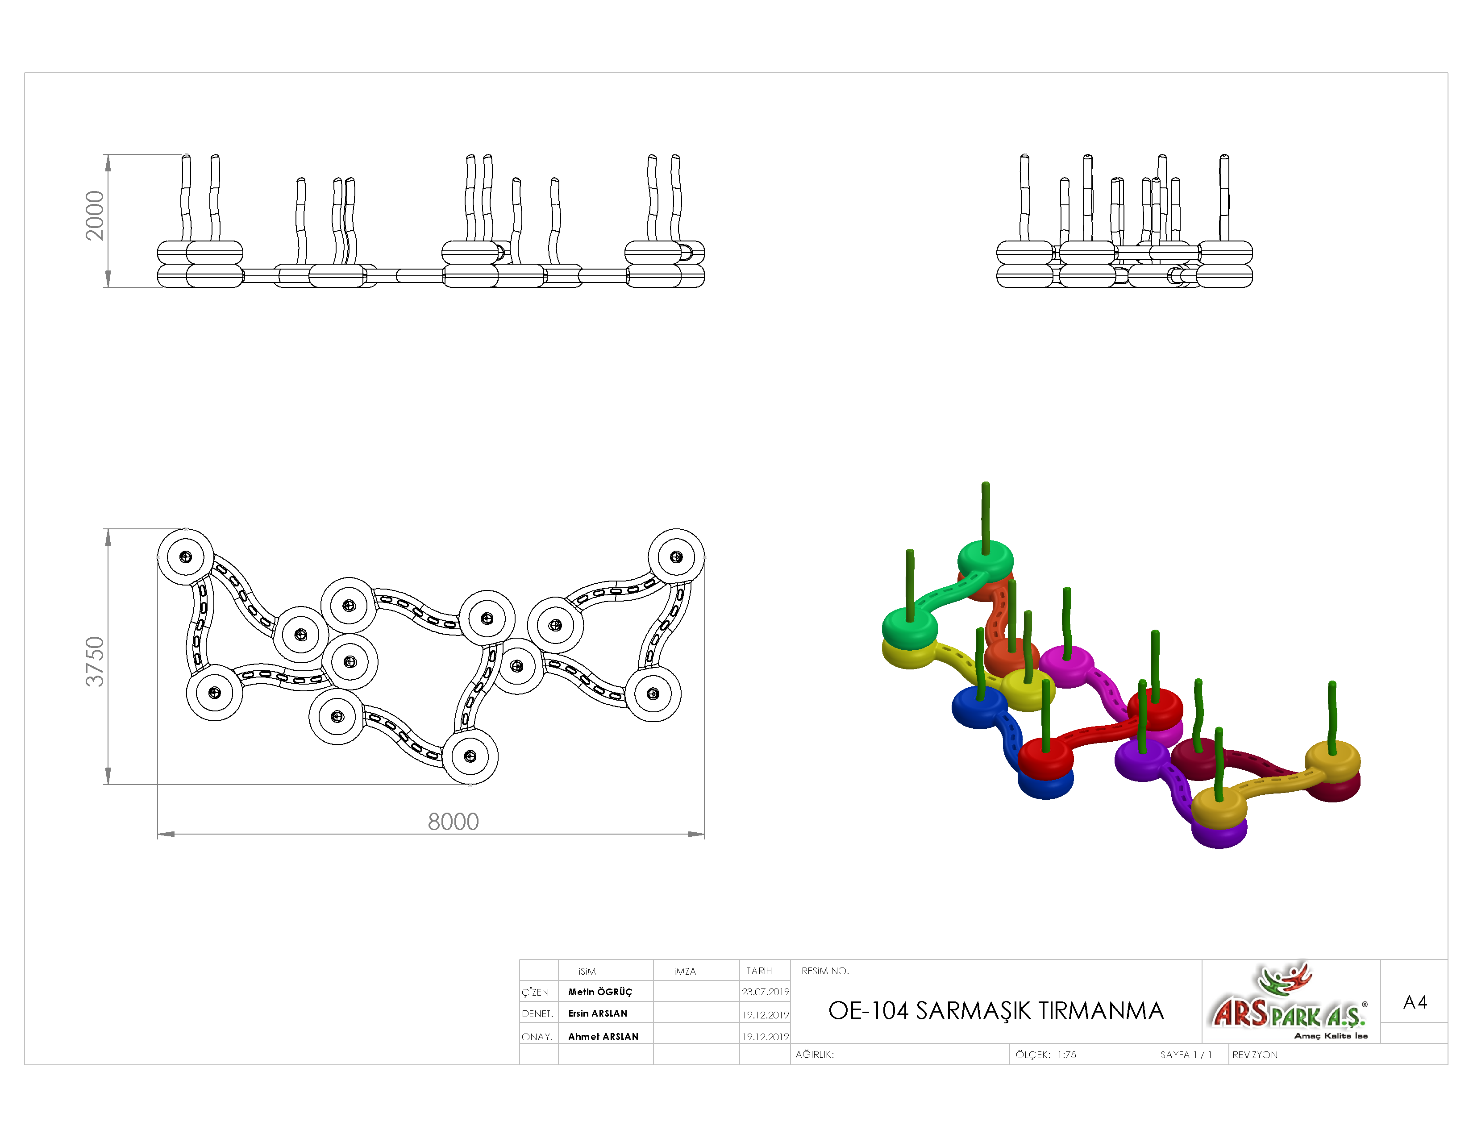 2000
3750
8000
İSİM
İMZA
TARİH
RESİM NO.
ÇİZEN.
Metin ÖGRÜÇ
23.07.2019
DENET.
Ersin ARSLAN
19.12.2019
ONAY.
Ahmet ARSLAN
19.12.2019
OE-104 SARMAŞIK TIRMANMA
ARSPARK A.Ş.®
Amaç Kalite ise
A4
AĞIRLIK:
ÖLÇEK: 1:75
SAYFA 1 / 1
REVİZYON